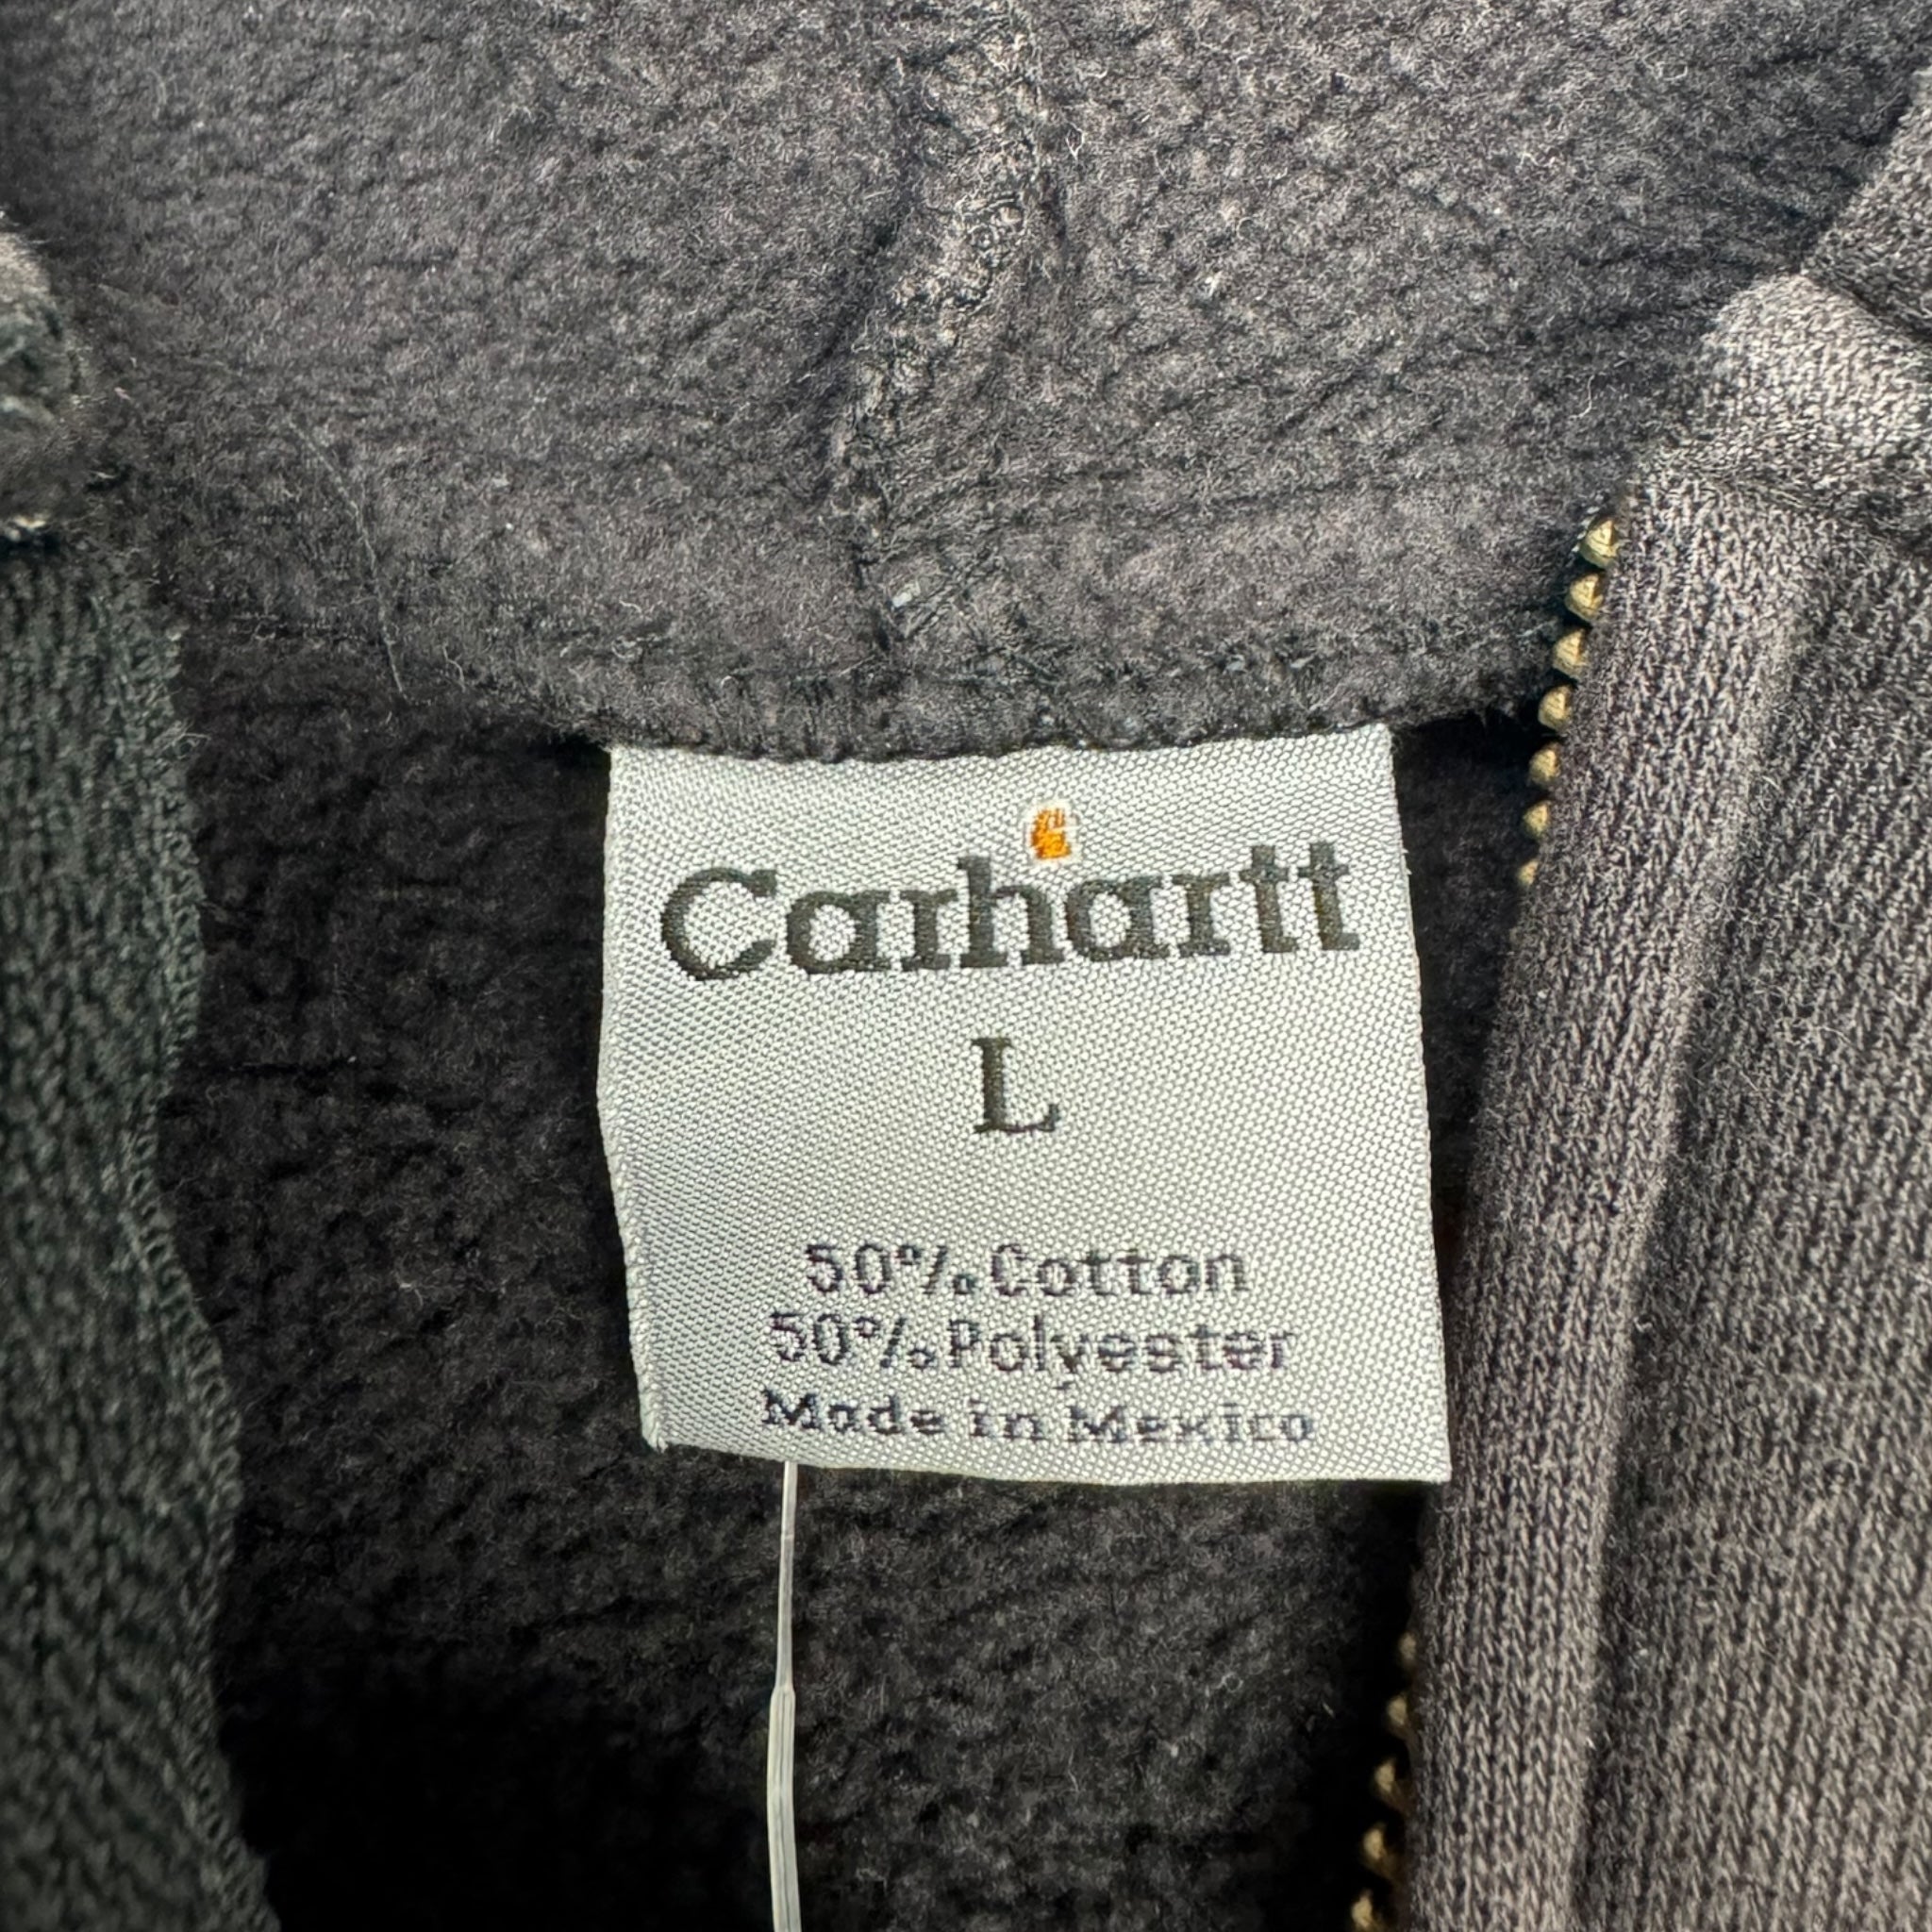 Carhartt
L
50% Cotton
50% Polyester
Made in Mexico